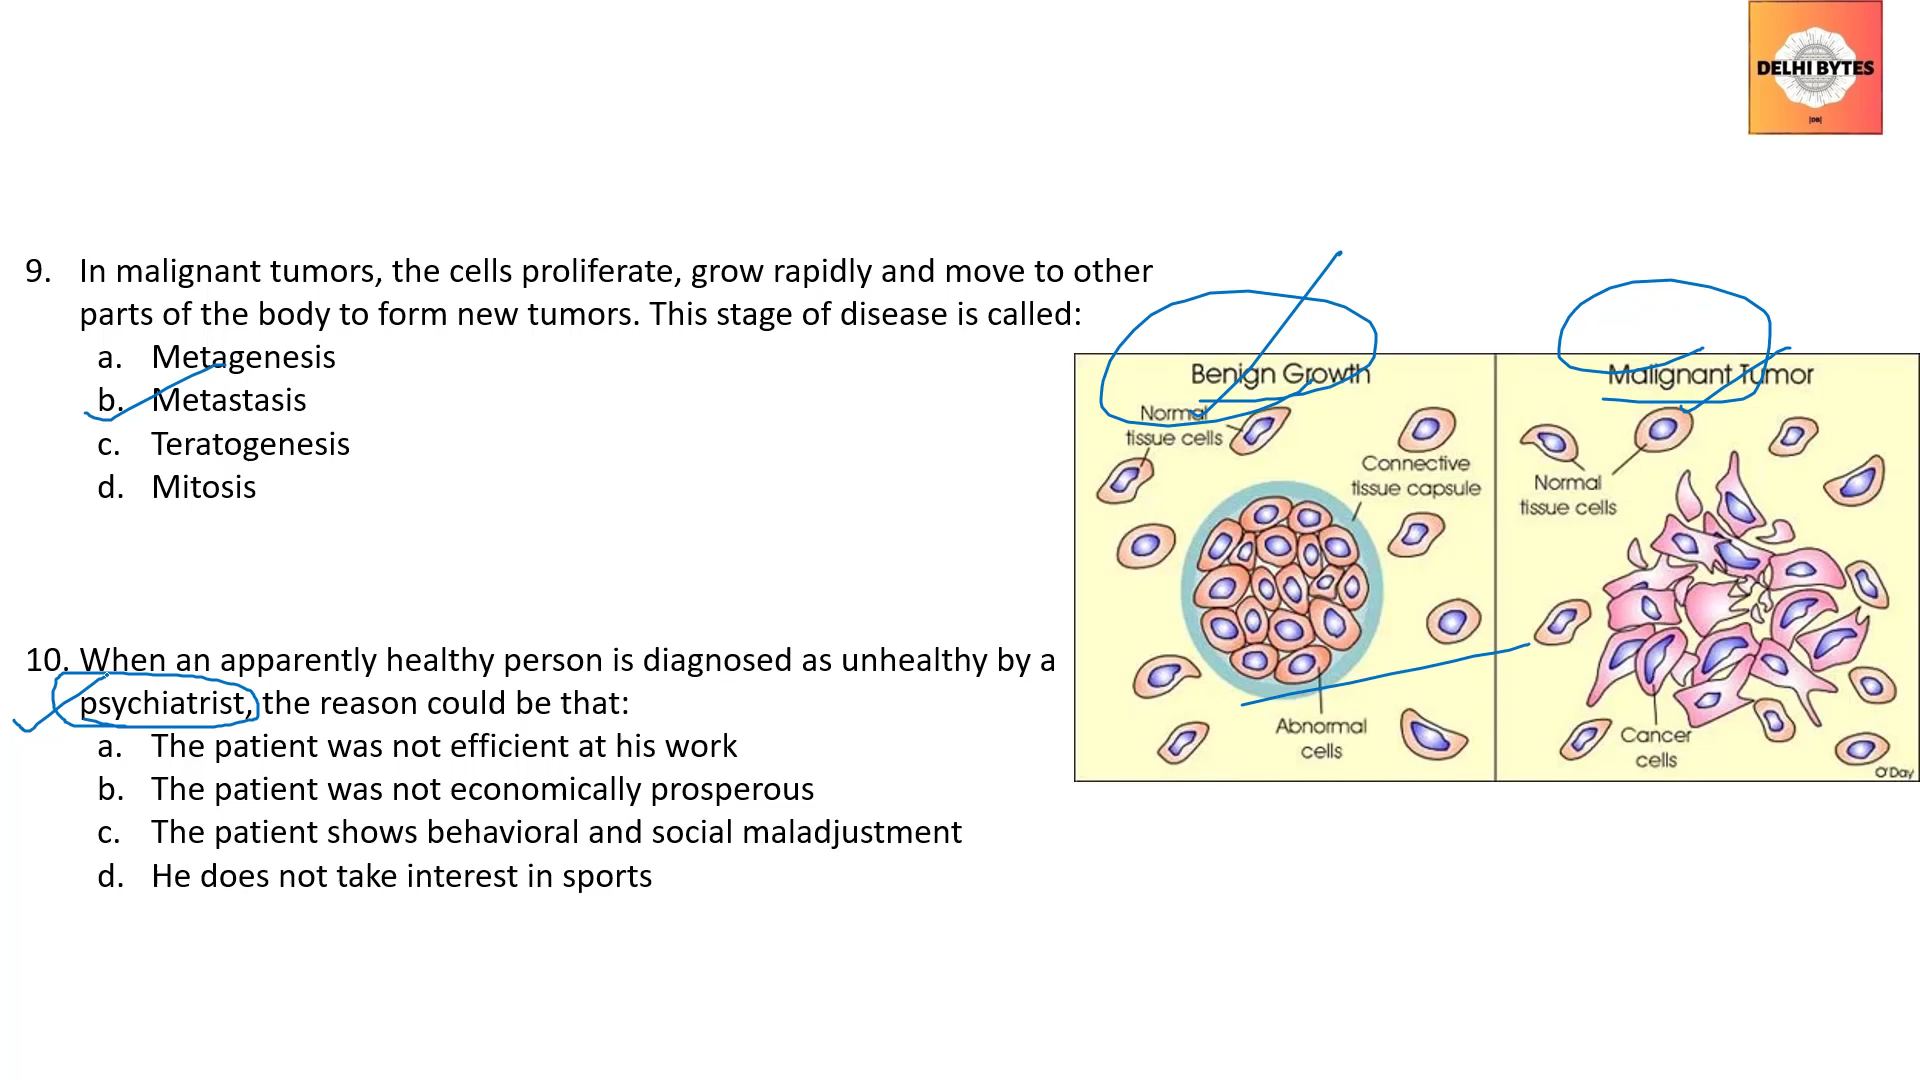 DELHI BYTES
|DB|
9. In malignant tumors, the cells proliferate, grow rapidly and move to other
parts of the body to form new tumors. This stage of disease is called:
a. Metagenesis
b. Metastasis
c. Teratogenesis
d. Mitosis
10. When an apparently healthy person is diagnosed as unhealthy by a
psychiatrist, the reason could be that:
a. The patient was not efficient at his work
b. The patient was not economically prosperous
c. The patient shows behavioral and social maladjustment
d. He does not take interest in sports
Benign Growth
Normal
tissue cells
Connective
tissue capsule
Abnormal
cells
Malignant Tumor
Normal
tissue cells
Cancer
cells
O'Day